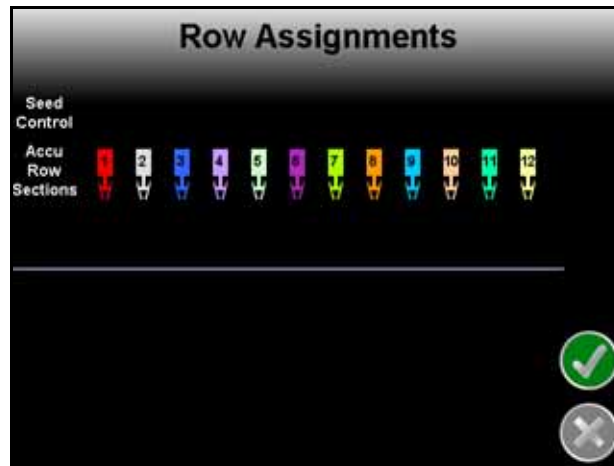 Row Assignments
Seed
Control
Accu
Row
Sections
1 2 3 4 5 6 7 8 9 10 11 12